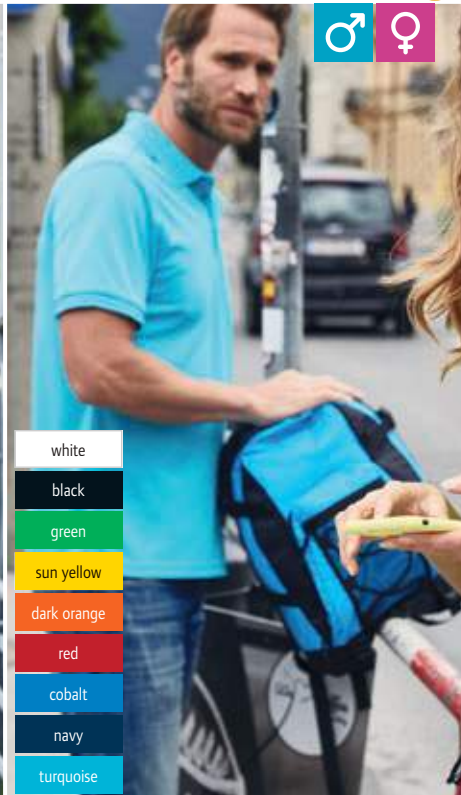 white
black
green
sun yellow
dark orange
red
cobalt
navy
turquoise